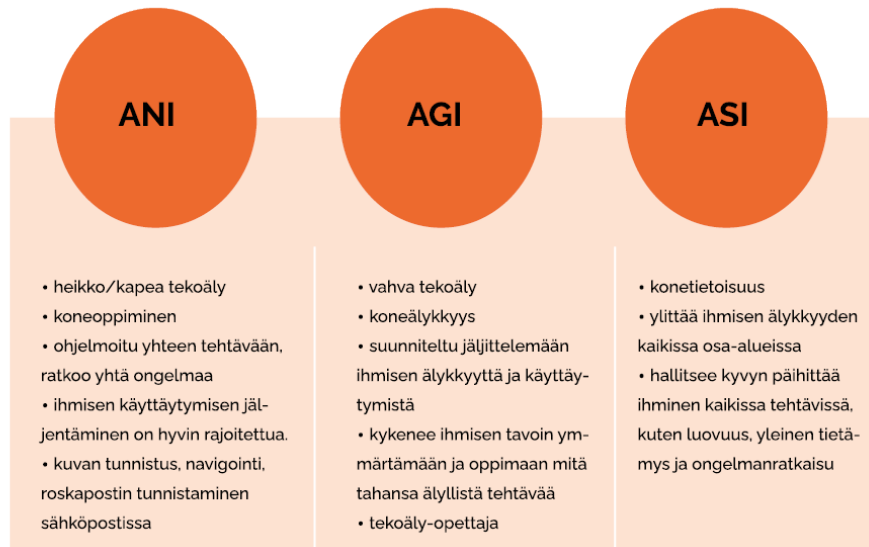 ANI
• heikko/kapea tekoäly
• koneoppiminen
• ohjelmoitu yhteen tehtävään,
ratkoo yhtä ongelmaa
• ihmisen käyttäytymisen jäl-
jentäminen on hyvin rajoitettua.
• kuvan tunnistus, navigointi,
roskapostin tunnistaminen
sähköpostissa
AGI
• vahva tekoäly
• koneälykkyys
• suunniteltu jäljittelemään
ihmisen älykkyyttä ja käyttäy-
tymistä
• kykenee ihmisen tavoin ym-
märtämään ja oppimaan mitä
tahansa älyllistä tehtävää
• tekoäly-opettaja
ASI
• konetietoisuus
• ylittää ihmisen älykkyyden
kaikissa osa-alueissa
• hallitsee kyvyn päihittää
ihminen kaikissa tehtävissä,
kuten luovuus, yleinen tietä-
mys ja ongelmanratkaisu